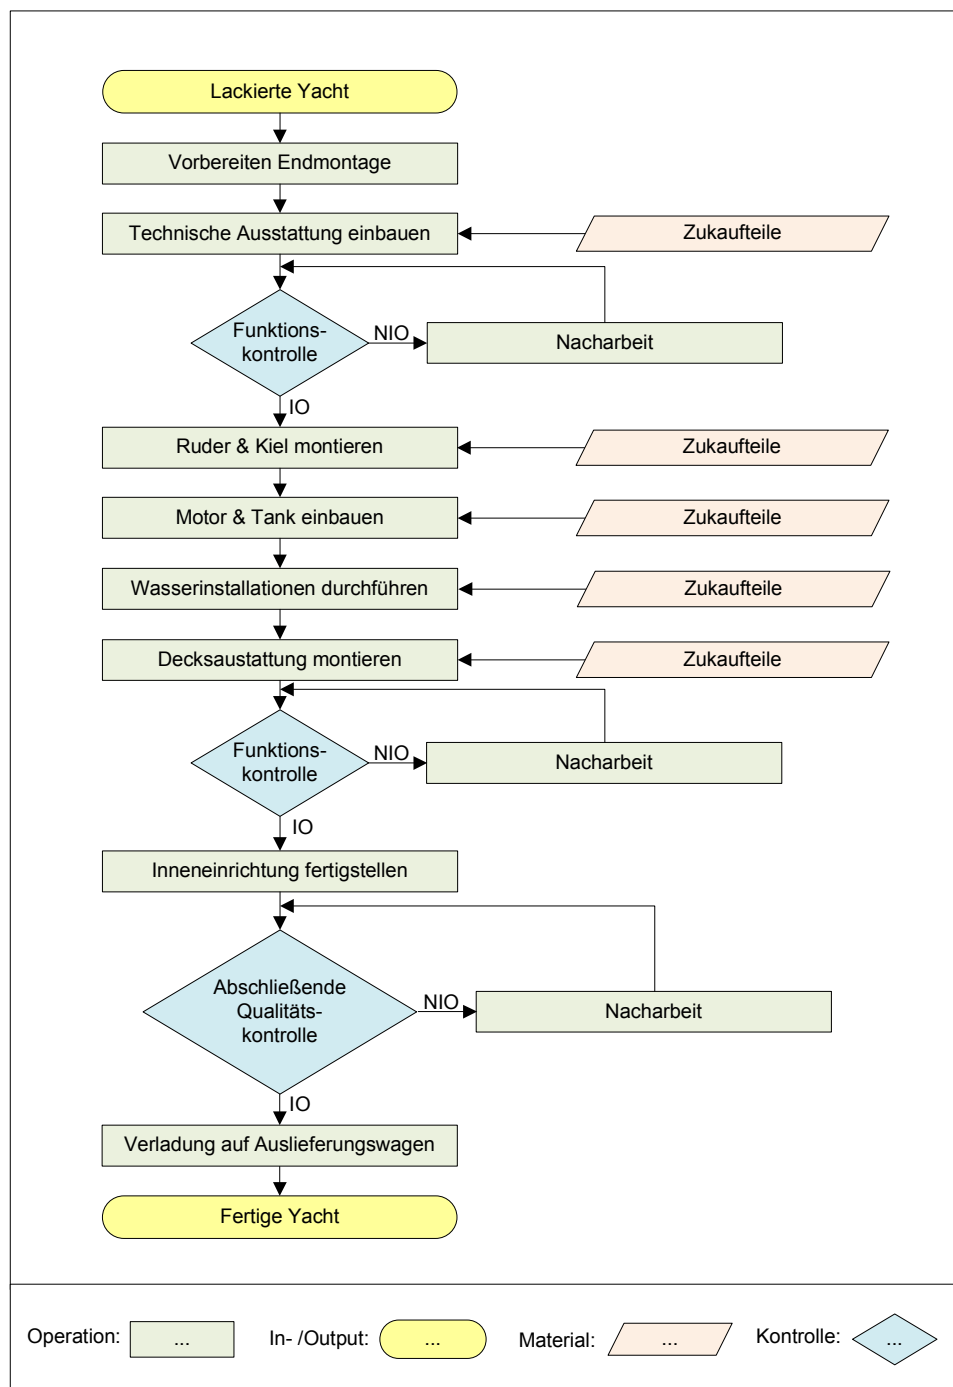 Lackierte Yacht
Vorbereiten Endmontage
Technische Ausstattung einbauen
Zukaufteile
Funktions-
kontrolle
NIO
Nacharbeit
IO
Ruder & Kiel montieren
Zukaufteile
Motor & Tank einbauen
Zukaufteile
Wasserinstallationen durchführen
Zukaufteile
Decksaustattung montieren
Zukaufteile
Funktions-
kontrolle
NIO
Nacharbeit
IO
Inneneinrichtung fertigstellen
Abschließende
Qualitäts-
kontrolle
NIO
Nacharbeit
IO
Verladung auf Auslieferungswagen
Fertige Yacht
Operation: ... In- /Output: ... Material: ... Kontrolle: ...